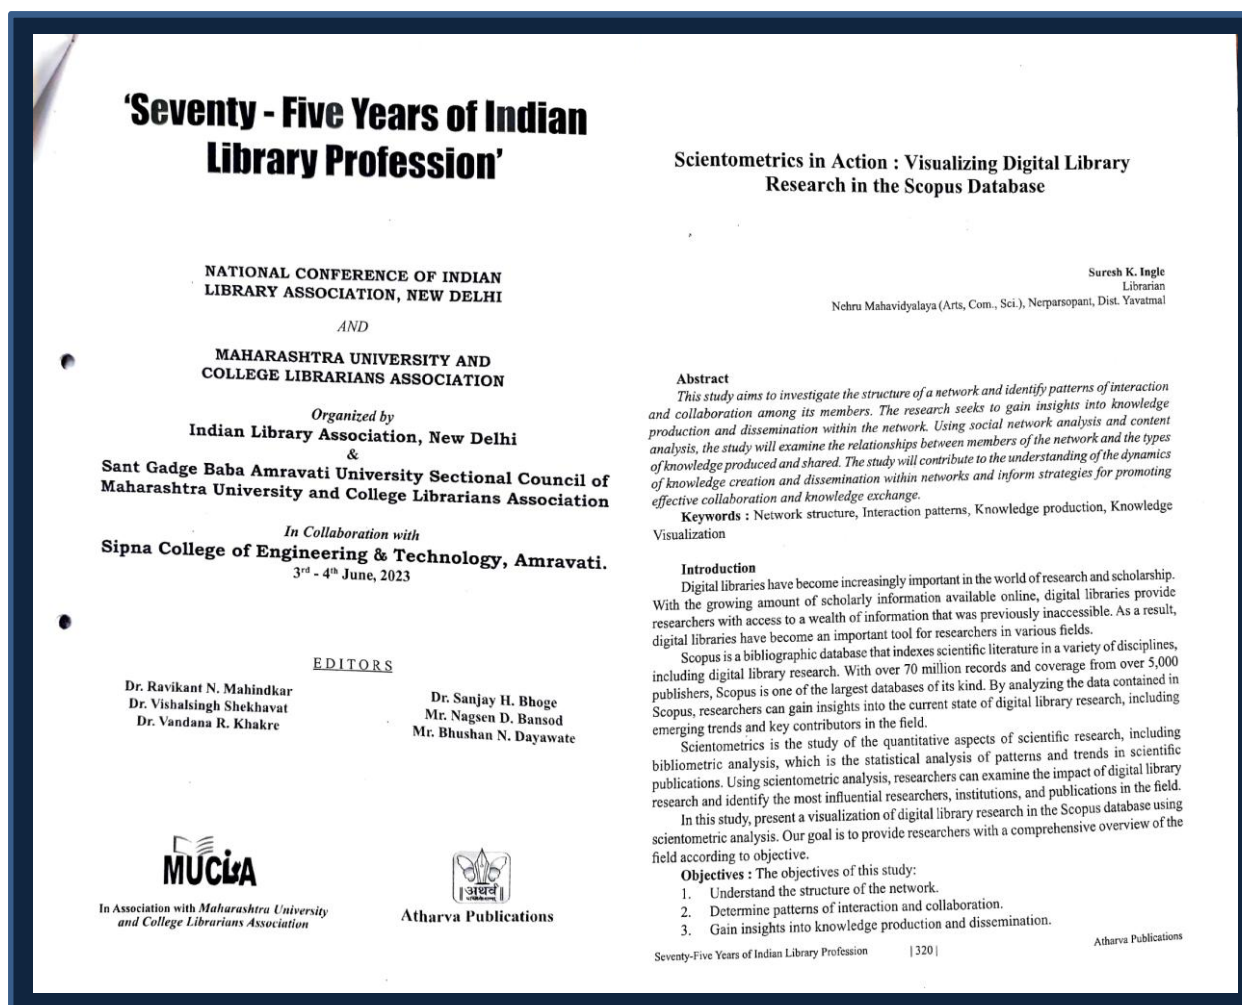 ‘Seventy - Five Years of Indian
Library Profession’
NATIONAL CONFERENCE OF INDIAN
LIBRARY ASSOCIATION, NEW DELHI
AND
MAHARASHTRA UNIVERSITY AND
COLLEGE LIBRARIANS ASSOCIATION
Organized by
Indian Library Association, New Delhi
&
Sant Gadge Baba Amravati University Sectional Council of
Maharashtra University and College Librarians Association
In Collaboration with
Sipna College of Engineering & Technology, Amravati.
3rd - 4th June, 2023
EDITORS
Dr. Ravikant N. Mahindkar
Dr. Vishalsingh Shekhavat
Dr. Vandana R. Khakre
Dr. Sanjay H. Bhoge
Mr. Nagsen D. Bansod
Mr. Bhushan N. Dayawate
MUCLA
In Association with Maharashtra University
and College Librarians Association
अथर्व
Atharva Publications
Scientometrics in Action : Visualizing Digital Library
Research in the Scopus Database
Suresh K. Ingle
Librarian
Nehru Mahavidyalaya (Arts, Com., Sci.), Nerparsopant, Dist. Yavatmal
Abstract
This study aims to investigate the structure of a network and identify patterns of interaction
and collaboration among its members. The research seeks to gain insights into knowledge
production and dissemination within the network. Using social network analysis and content
analysis, the study will examine the relationships between members of the network and the types
of knowledge produced and shared. The study will contribute to the understanding of the dynamics
of knowledge creation and dissemination within networks and inform strategies for promoting
effective collaboration and knowledge exchange.
Keywords : Network structure, Interaction patterns, Knowledge production, Knowledge
Visualization
Introduction
Digital libraries have become increasingly important in the world of research and scholarship.
With the growing amount of scholarly information available online, digital libraries provide
researchers with access to a wealth of information that was previously inaccessible. As a result,
digital libraries have become an important tool for researchers in various fields.
Scopus is a bibliographic database that indexes scientific literature in a variety of disciplines,
including digital library research. With over 70 million records and coverage from over 5,000
publishers, Scopus is one of the largest databases of its kind. By analyzing the data contained in
Scopus, researchers can gain insights into the current state of digital library research, including
emerging trends and key contributors in the field.
Scientometrics is the study of the quantitative aspects of scientific research, including
bibliometric analysis, which is the statistical analysis of patterns and trends in scientific
publications. Using scientometric analysis, researchers can examine the impact of digital library
research and identify the most influential researchers, institutions, and publications in the field.
In this study, present a visualization of digital library research in the Scopus database using
scientometric analysis. Our goal is to provide researchers with a comprehensive overview of the
field according to objective.
Objectives : The objectives of this study:
1. Understand the structure of the network.
2. Determine patterns of interaction and collaboration.
3. Gain insights into knowledge production and dissemination.
Seventy-Five Years of Indian Library Profession |320| Atharva Publications